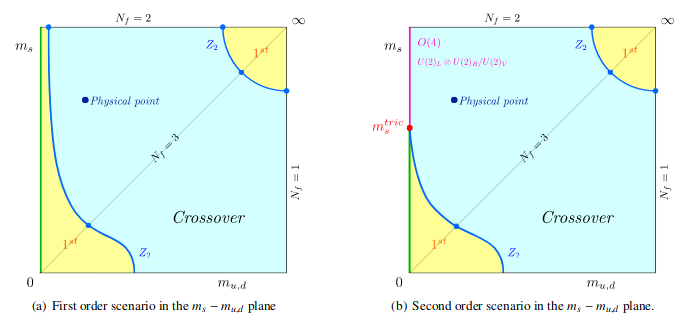 N_f = 2
∞
m_s
Z_2
1^st
Physical point
N_f = 3
N_f = 1
Crossover
1^st
Z_2
0
m_{u,d}
(a) First order scenario in the m_s − m_{u,d} plane
N_f = 2
∞
m_s
O(4)
U(2)_L ⊗ U(2)_R/U(2)_V
Z_2
1^st
Physical point
m_s^{tric}
N_f = 3
N_f = 1
Crossover
1^st
Z_2
0
m_{u,d}
(b) Second order scenario in the m_s − m_{u,d} plane.